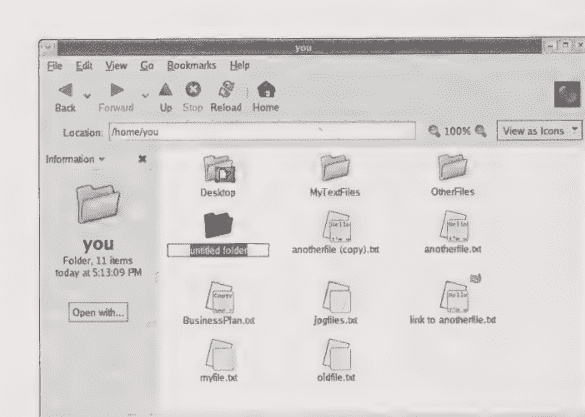 you
File Edit View Go Bookmarks Help
Back Forward Up Stop Reload Home
Location: /home/you 100% View as Icons
Information
Desktop MyTextFiles OtherFiles
you
Folder, 11 items
today at 5:13:09 PM
untitled folder anotherfile (copy).txt anotherfile.txt
Open with...
BusinessPlan.txt jpgfiles.txt link to anotherfile.txt
myfile.txt oldfile.txt